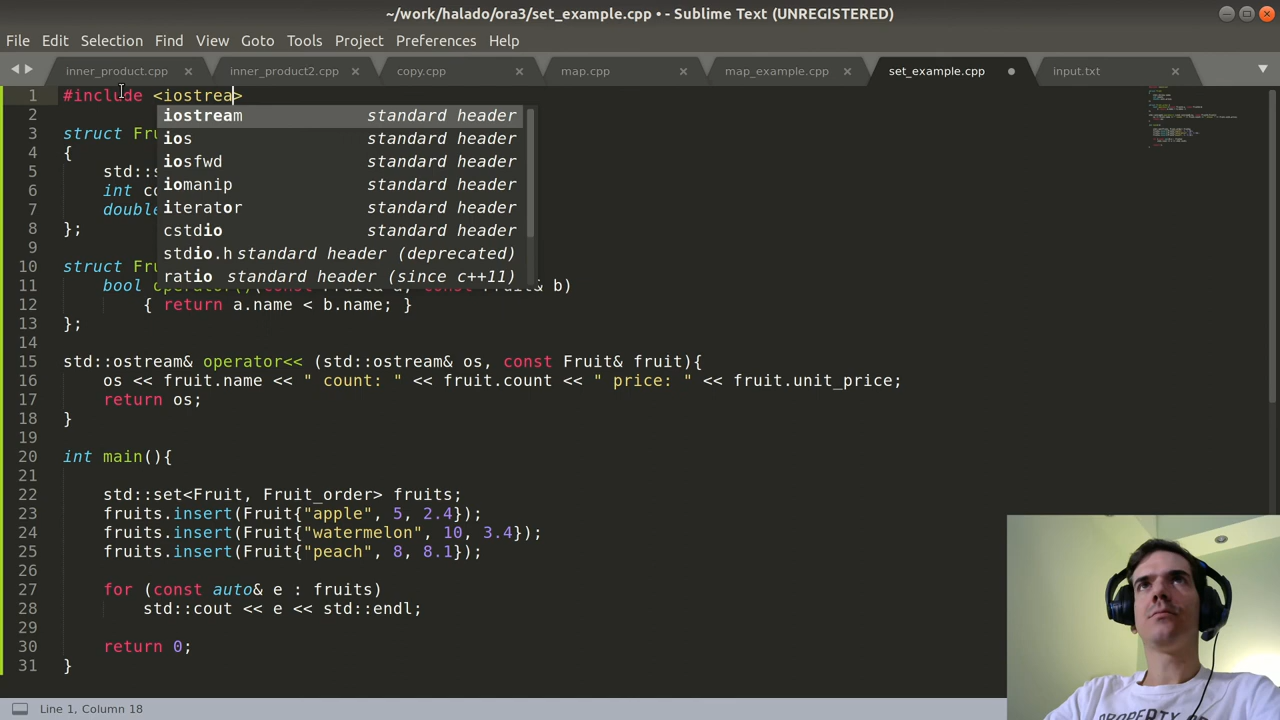 ~/work/halado/ora3/set_example.cpp • - Sublime Text (UNREGISTERED)
File Edit Selection Find View Goto Tools Project Preferences Help
inner_product.cpp × inner_product2.cpp × copy.cpp × map.cpp × map_example.cpp × set_example.cpp input.txt ×
1 #include <iostrea>
iostream standard header
2
ios standard header
3 struct Fru
4 {
iosfwd standard header
5 std::s
6 int co
iomanip standard header
7 double
iterator standard header
8 };
cstdio standard header
9
stdio.h standard header (deprecated)
10 struct Fru
ratio standard header (since c++11)
11 bool operator()(const Fruit& a, const Fruit& b)
12 { return a.name < b.name; }
13 };
14
15 std::ostream& operator<< (std::ostream& os, const Fruit& fruit){
16 os << fruit.name << " count: " << fruit.count << " price: " << fruit.unit_price;
17 return os;
18 }
19
20 int main(){
21
22 std::set<Fruit, Fruit_order> fruits;
23 fruits.insert(Fruit{"apple", 5, 2.4});
24 fruits.insert(Fruit{"watermelon", 10, 3.4});
25 fruits.insert(Fruit{"peach", 8, 8.1});
26
27 for (const auto& e : fruits)
28 std::cout << e << std::endl;
29
30 return 0;
31 }
Line 1, Column 18